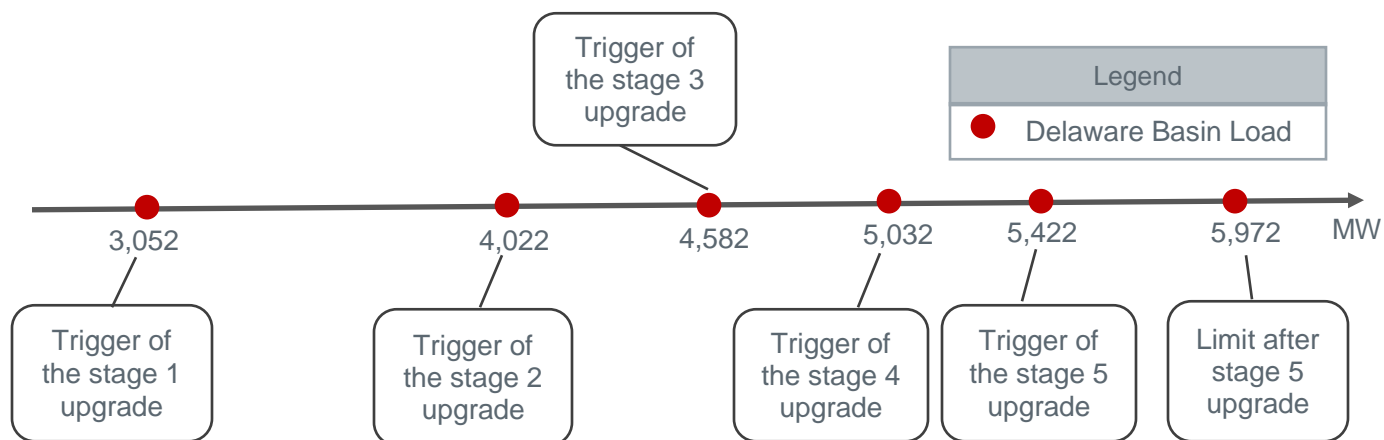 Trigger of
the stage 3
upgrade
Legend
Delaware Basin Load
3,052
4,022
4,582
5,032
5,422
5,972
MW
Trigger of
the stage 1
upgrade
Trigger of
the stage 2
upgrade
Trigger of
the stage 4
upgrade
Trigger of
the stage 5
upgrade
Limit after
stage 5
upgrade